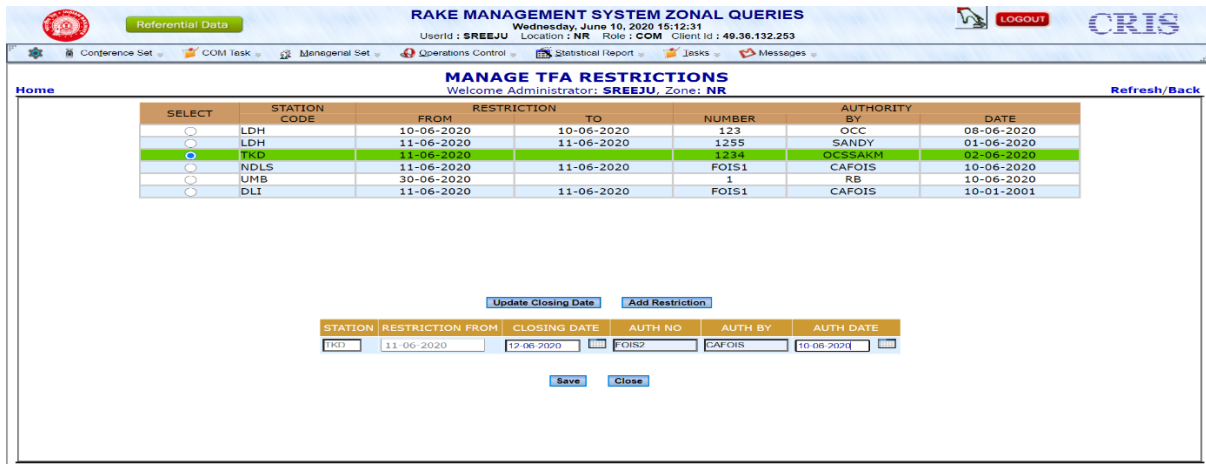 Referential Data
RAKE MANAGEMENT SYSTEM ZONAL QUERIES
Wednesday, June 10, 2020 15:12:31
UserId : SREEJU Location : NR Role : COM Client Id : 49.36.132.253
LOGOUT
CRIS
Conference Set COM Task Managerial Set Operations Control Statistical Report Tasks Messages
MANAGE TFA RESTRICTIONS
Home Welcome Administrator: SREEJU, Zone: NR Refresh/Back
SELECT STATION CODE RESTRICTION AUTHORITY
FROM TO NUMBER BY DATE
LDH 10-06-2020 10-06-2020 123 OCC 08-06-2020
LDH 11-06-2020 11-06-2020 1255 SANDY 01-06-2020
TKD 11-06-2020 1234 OCSSAKM 02-06-2020
NDLS 11-06-2020 11-06-2020 FOIS1 CAFOIS 10-06-2020
UMB 30-06-2020 1 RB 10-06-2020
DLI 11-06-2020 11-06-2020 FOIS1 CAFOIS 10-01-2001
Update Closing Date Add Restriction
STATION RESTRICTION FROM CLOSING DATE AUTH NO AUTH BY AUTH DATE
TKD 11-06-2020 12-06-2020 FOIS2 CAFOIS 10-06-2020
Save Close